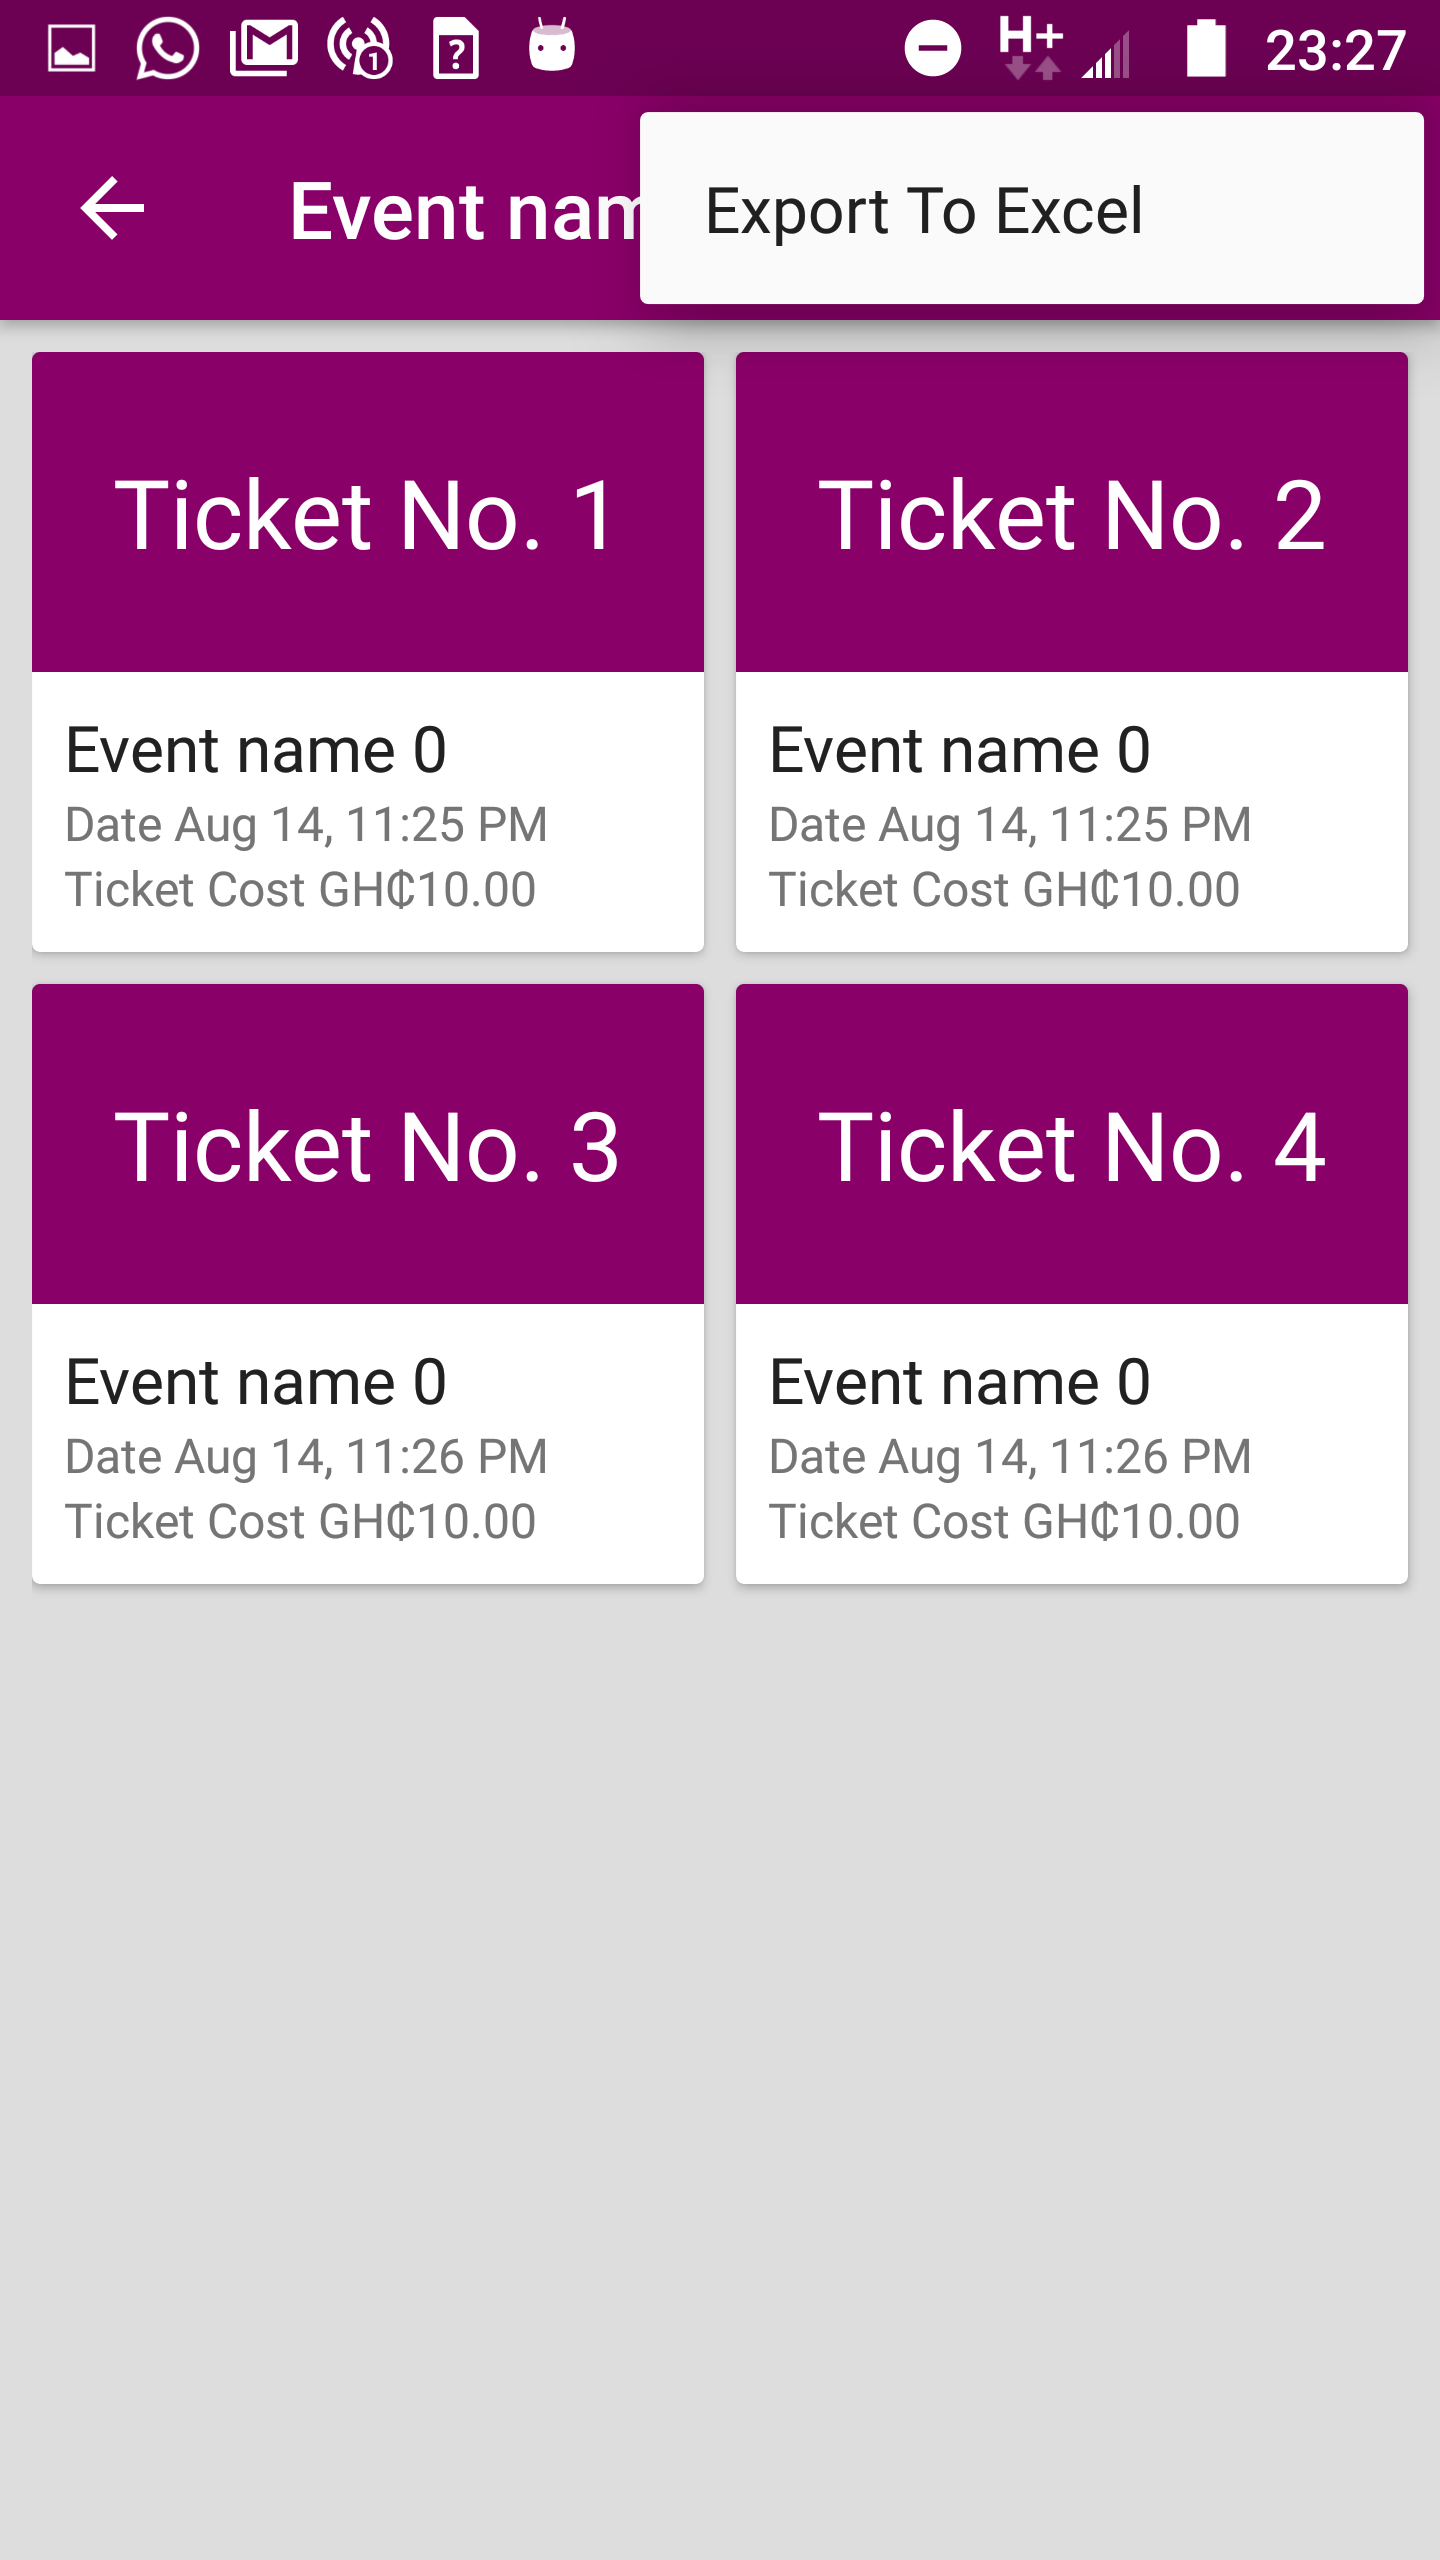 H+ 23:27
1
?
Event nam
Export To Excel
Ticket No. 1
Event name 0
Date Aug 14, 11:25 PM
Ticket Cost GH₵10.00
Ticket No. 2
Event name 0
Date Aug 14, 11:25 PM
Ticket Cost GH₵10.00
Ticket No. 3
Event name 0
Date Aug 14, 11:26 PM
Ticket Cost GH₵10.00
Ticket No. 4
Event name 0
Date Aug 14, 11:26 PM
Ticket Cost GH₵10.00